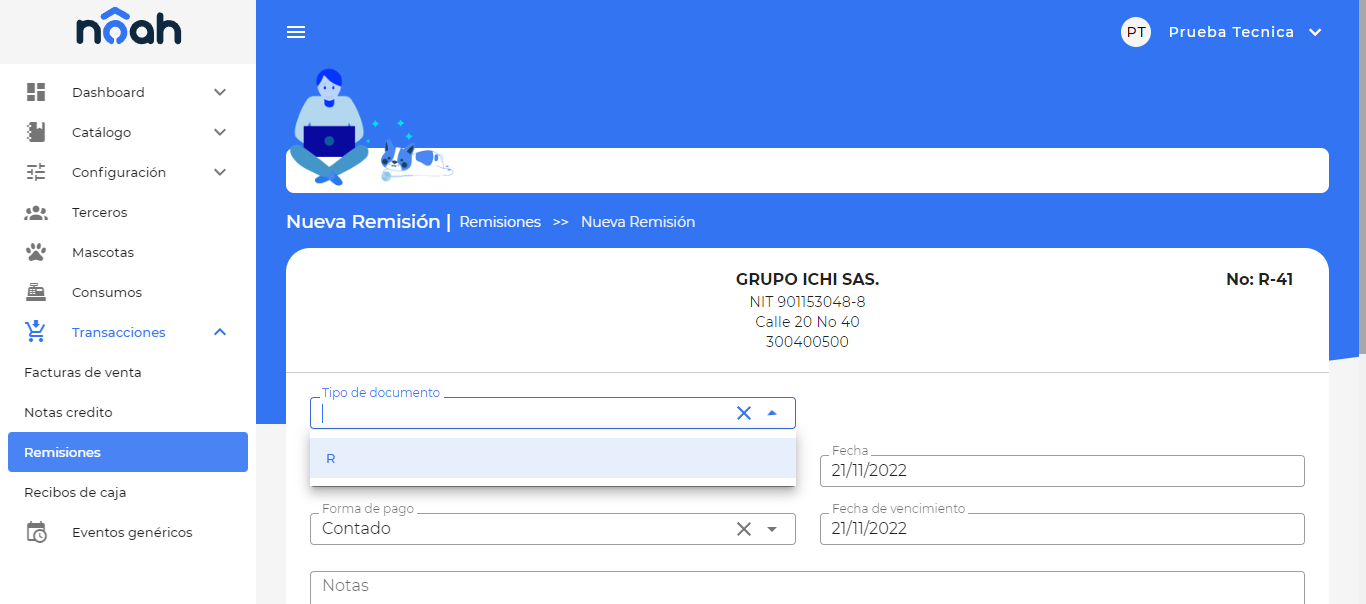 nôah
PT Prueba Tecnica
Dashboard
Catálogo
Configuración
Terceros
Mascotas
Consumos
Transacciones
Facturas de venta
Notas credito
Remisiones
Recibos de caja
Eventos genéricos
Nueva Remisión | Remisiones >> Nueva Remisión
GRUPO ICHI SAS.
No: R-41
NIT 901153048-8
Calle 20 No 40
300400500
Tipo de documento
R
Fecha
21/11/2022
Forma de pago
Contado
Fecha de vencimiento
21/11/2022
Notas